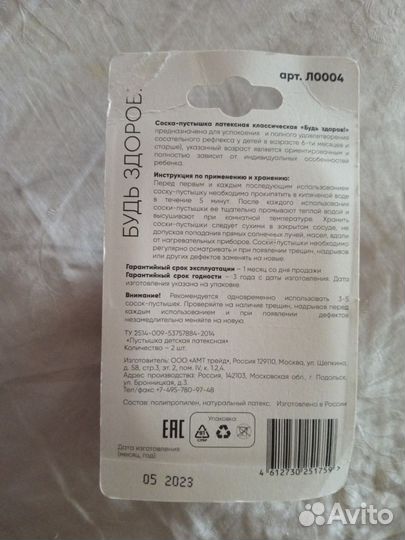 арт. Л0004
БУДЬ ЗДОРОВ.
Соска-пустышка латексная классическая «Будь здоров!»
предназначена для успокоения и полного удовлетворения
сосательного рефлекса у детей в возрасте 6-ти месяцев и
старше), указанный возраст является ориентировочным и
полностью зависит от индивидуальных особенностей
ребенка.
Инструкция по применению и хранению:
Перед первым и каждым последующим использованием
соску-пустышку необходимо прокипятить в кипяченой воде
в течение 5 минут. После каждого использования
соски-пустышки ее тщательно промывают теплой водой и
высушивают при комнатной температуре. Хранить
соски-пустышки следует сухими в закрытом сосуде, не
допуская попадания прямых солнечных лучей, масел, вдали
от нагревательных приборов. Соски-пустышки необходимо
регулярно осматривать и при появлении трещин, надрывов
или других дефектов заменять на новые.
Гарантийный срок эксплуатации – 1 месяц со дня продажи
Гарантийный срок годности – 3 года с даты изготовления. Дата
изготовления указана на упаковке.
Внимание! Рекомендуется одновременно использовать 3-5
сосок-пустышек. Проверяйте на наличие трещин, надрывов перед
каждым использованием и при появлении дефектов
незамедлительно меняйте на новую.
ТУ 2514-009-53757884-2014
«Пустышка детская латексная»
Количество – 2 шт.
Изготовитель: ООО «АМТ трейд», Россия 129110, Москва, ул. Щепкина,
д. 58, стр.3, эт. 2, пом. IV, к. 1,2,4.
Адрес производства: Россия, 142103, Московская обл., г. Подольск,
ул. Бронницкая, д.3.
Тел/факс +7-495-780-97-48
Состав: полипропилен, натуральный латекс. Изготовлено в России
Упаковка
EAC
Дата изготовления
(месяц, год):
05 2023
4 612730 251759 >
Avito